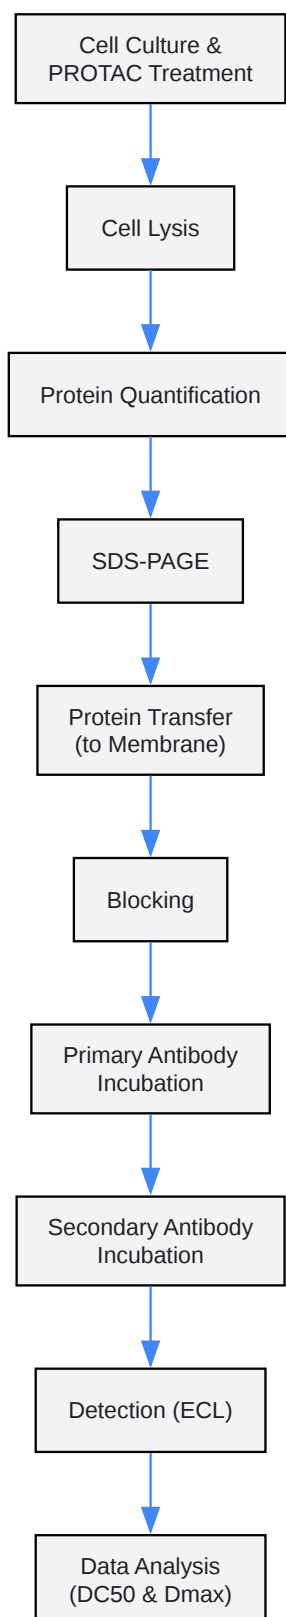 Cell Culture &
PROTAC Treatment
Cell Lysis
Protein Quantification
SDS-PAGE
Protein Transfer
(to Membrane)
Blocking
Primary Antibody
Incubation
Secondary Antibody
Incubation
Detection (ECL)
Data Analysis
(DC50 & Dmax)